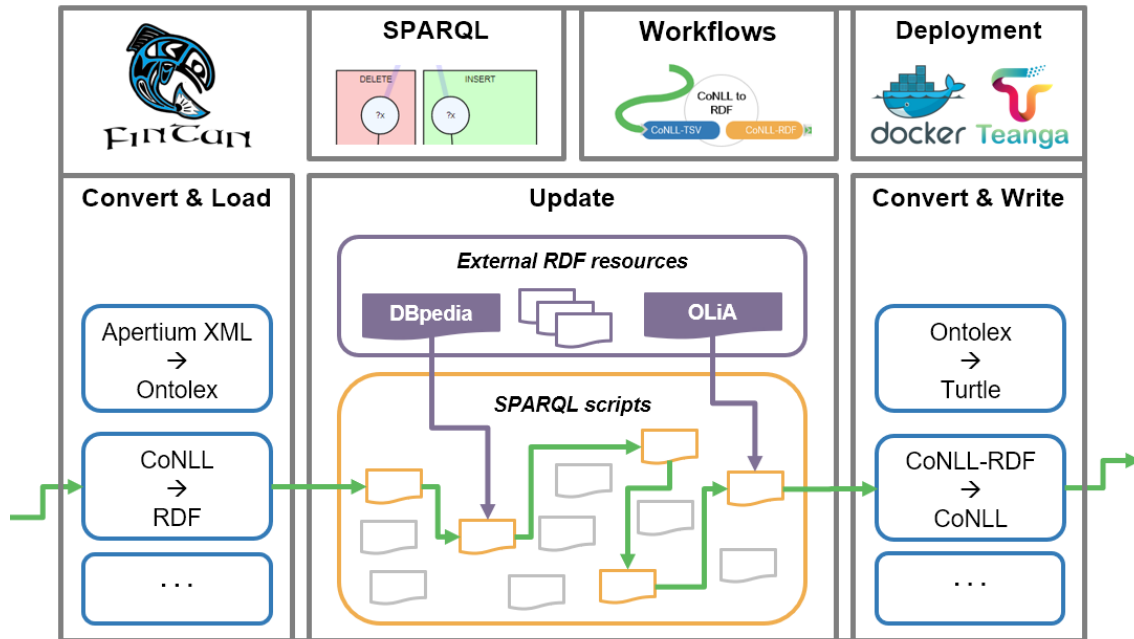 FINTAN
SPARQL
DELETE
?x
INSERT
?x
Workflows
CoNLL to
RDF
CoNLL-TSV
CoNLL-RDF
Deployment
docker
Teanga
Convert & Load
Apertium XML
→
Ontolex
CoNLL
→
RDF
...
Update
External RDF resources
DBpedia
OLiA
SPARQL scripts
Convert & Write
Ontolex
→
Turtle
CoNLL-RDF
→
CoNLL
...